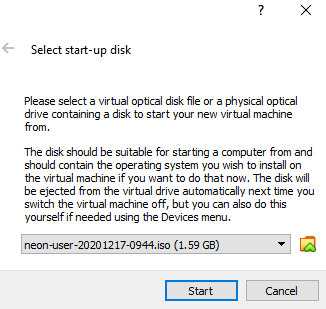 Select start-up disk
Please select a virtual optical disk file or a physical optical
drive containing a disk to start your new virtual machine
from.
The disk should be suitable for starting a computer from and
should contain the operating system you wish to install on
the virtual machine if you want to do that now. The disk will
be ejected from the virtual drive automatically next time you
switch the virtual machine off, but you can also do this
yourself if needed using the Devices menu.
neon-user-20201217-0944.iso (1.59 GB)
Start
Cancel